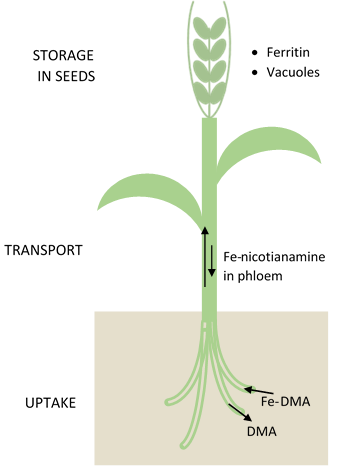 STORAGE
IN SEEDS
• Ferritin
• Vacuoles
TRANSPORT
Fe-nicotianamine
in phloem
UPTAKE
Fe-DMA
DMA